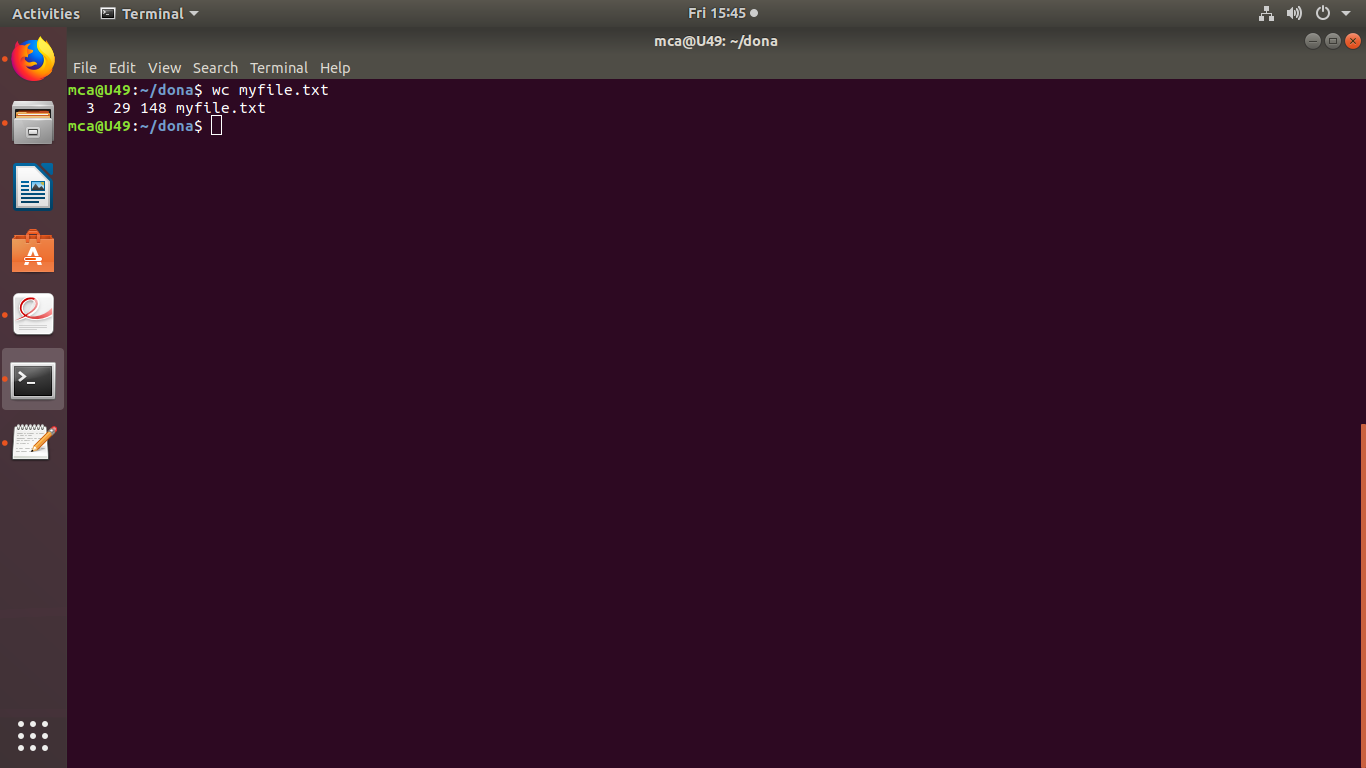 Activities Terminal Fri 15:45
mca@U49: ~/dona
File Edit View Search Terminal Help
mca@U49:~/dona$ wc myfile.txt
  3  29 148 myfile.txt
mca@U49:~/dona$